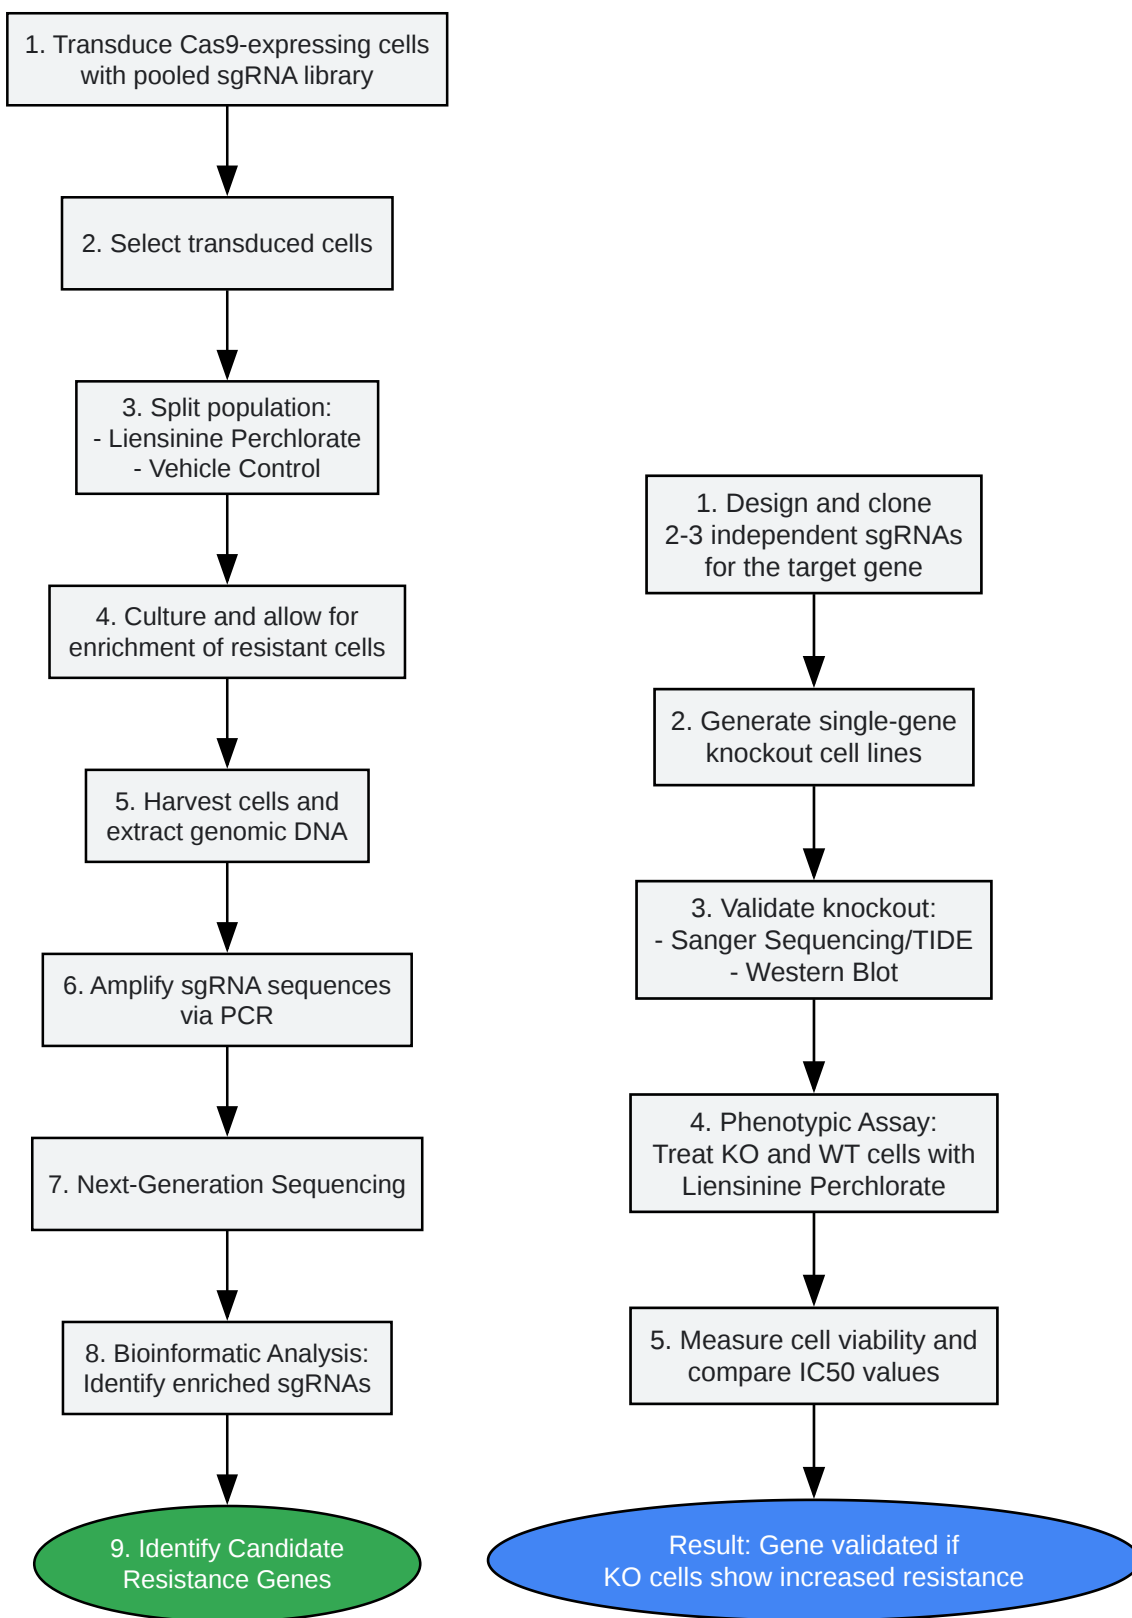 1. Transduce Cas9-expressing cells
with pooled sgRNA library
2. Select transduced cells
3. Split population:
- Liensinine Perchlorate
- Vehicle Control
4. Culture and allow for
enrichment of resistant cells
5. Harvest cells and
extract genomic DNA
6. Amplify sgRNA sequences
via PCR
7. Next-Generation Sequencing
8. Bioinformatic Analysis:
Identify enriched sgRNAs
9. Identify Candidate
Resistance Genes
1. Design and clone
2-3 independent sgRNAs
for the target gene
2. Generate single-gene
knockout cell lines
3. Validate knockout:
- Sanger Sequencing/TIDE
- Western Blot
4. Phenotypic Assay:
Treat KO and WT cells with
Liensinine Perchlorate
5. Measure cell viability and
compare IC50 values
Result: Gene validated if
KO cells show increased resistance